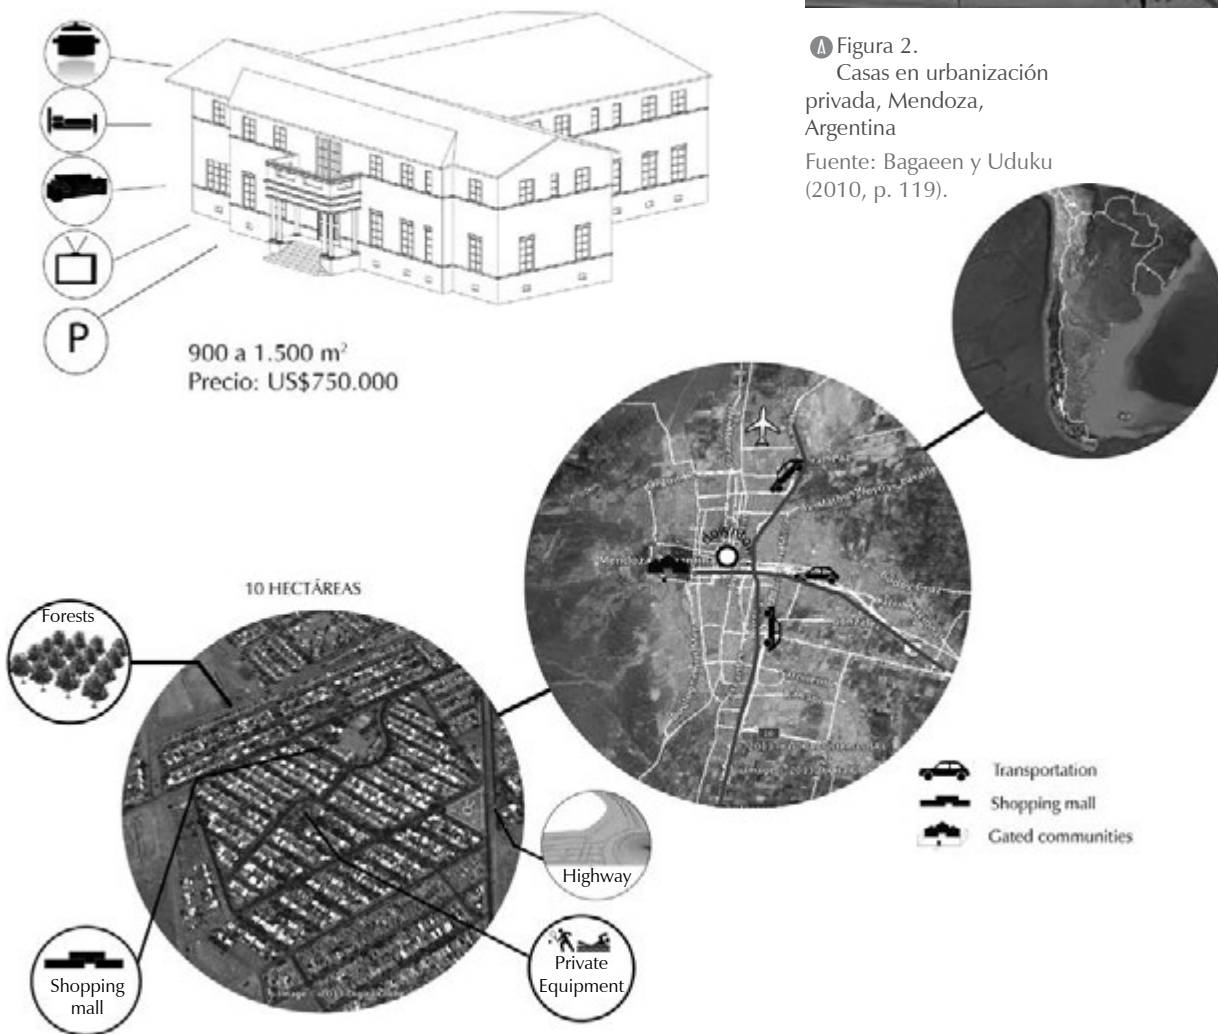 Figura 2.
Casas en urbanización
privada, Mendoza,
Argentina
Fuente: Bagaeen y Uduku
(2010, p. 119).
P
900 a 1.500 m²
Precio: US$750.000
Mendoza
10 HECTÁREAS
Forests
Transportation
Shopping mall
Gated communities
Highway
Private
Equipment
Shopping
mall